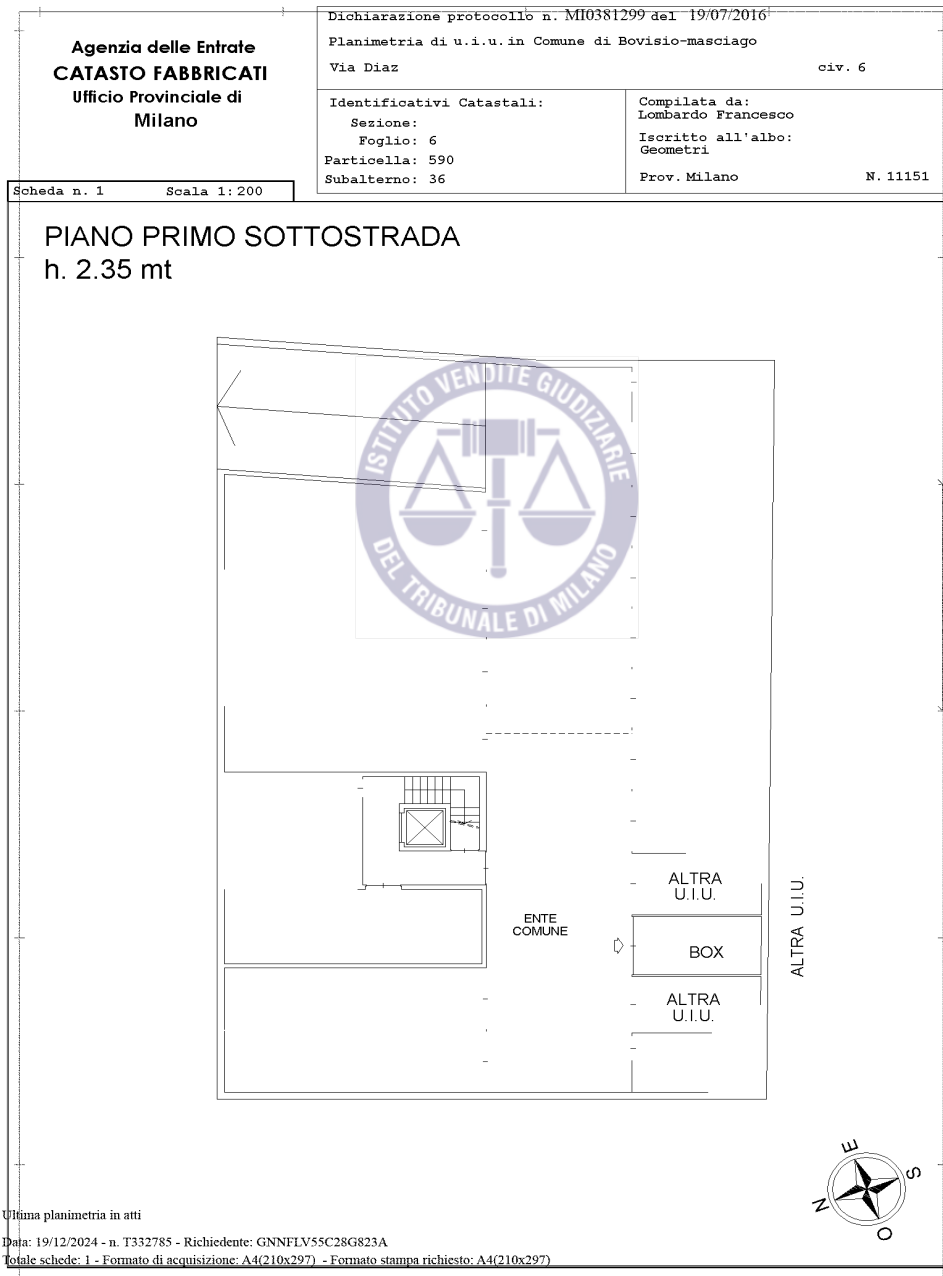 Agenzia delle Entrate
CATASTO FABBRICATI
Ufficio Provinciale di
Milano
Dichiarazione protocollo n. MI0381299 del 19/07/2016
Planimetria di u.i.u. in Comune di Bovisio-masciago
Via Diaz civ. 6
Identificativi Catastali:
Sezione:
Foglio: 6
Particella: 590
Subalterno: 36
Compilata da:
Lombardo Francesco
Iscritto all'albo:
Geometri
Prov. Milano N. 11151
Scheda n. 1 Scala 1:200
PIANO PRIMO SOTTOSTRADA
h. 2.35 mt
ISTITUTO VENDITE GIUDIZIARIE
DEL TRIBUNALE DI MILANO
ALTRA
U.I.U.
ENTE
COMUNE
BOX
ALTRA
U.I.U.
ALTRA U.I.U.
E
S
N
O
Ultima planimetria in atti
Data: 19/12/2024 - n. T332785 - Richiedente: GNNFLV55C28G823A
Totale schede: 1 - Formato di acquisizione: A4(210x297) - Formato stampa richiesto: A4(210x297)